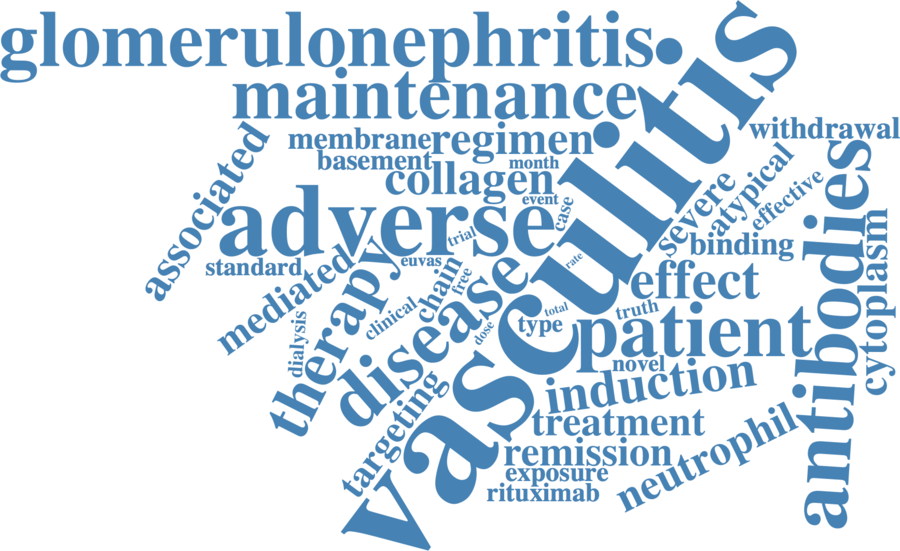 glomerulonephritis
vasculitis
maintenance
membrane
regimen
withdrawal
basement
month
associated
collagen
event
case
severe
atypical
effective
antibodies
adverse
trial
binding
cytoplasm
standard
euvas
rate
mediated
therapy
chain
free
disease
effect
clinical
total
truth
dialysis
dose
type
patient
novel
induction
targeting
treatment
neutrophil
remission
exposure
rituximab